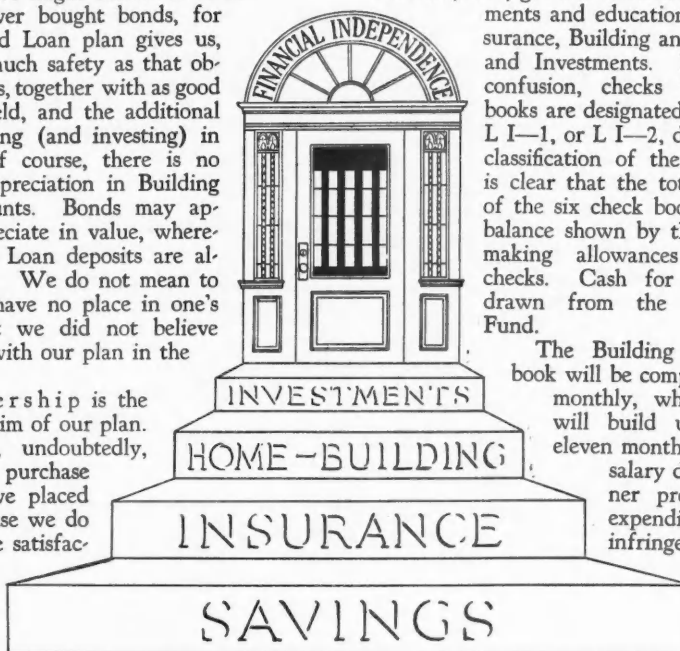 ver bought bonds, for
d Loan plan gives us,
uch safety as that ob-
s, together with as good
eld, and the additional
ing (and investing) in
f course, there is no
preciation in Building
unts. Bonds may ap-
eciate in value, where-
Loan deposits are al-
We do not mean to
have no place in one's
we did not believe
with our plan in the
ership is the
im of our plan.
undoubtedly,
purchase
ve placed
se we do
e satisfac-
FINANCIAL INDEPENDENCE
INVESTMENTS
HOME-BUILDING
INSURANCE
SAVINGS
ments and education
surance, Building an
and Investments.
confusion, checks
books are designated
L I—1, or L I—2, d
classification of the
is clear that the tot
of the six check boo
balance shown by th
making allowances
checks. Cash for
drawn from the
Fund.
The Building
book will be comp
monthly, wh
will build u
eleven month
salary c
ner pre
expendi
infringe